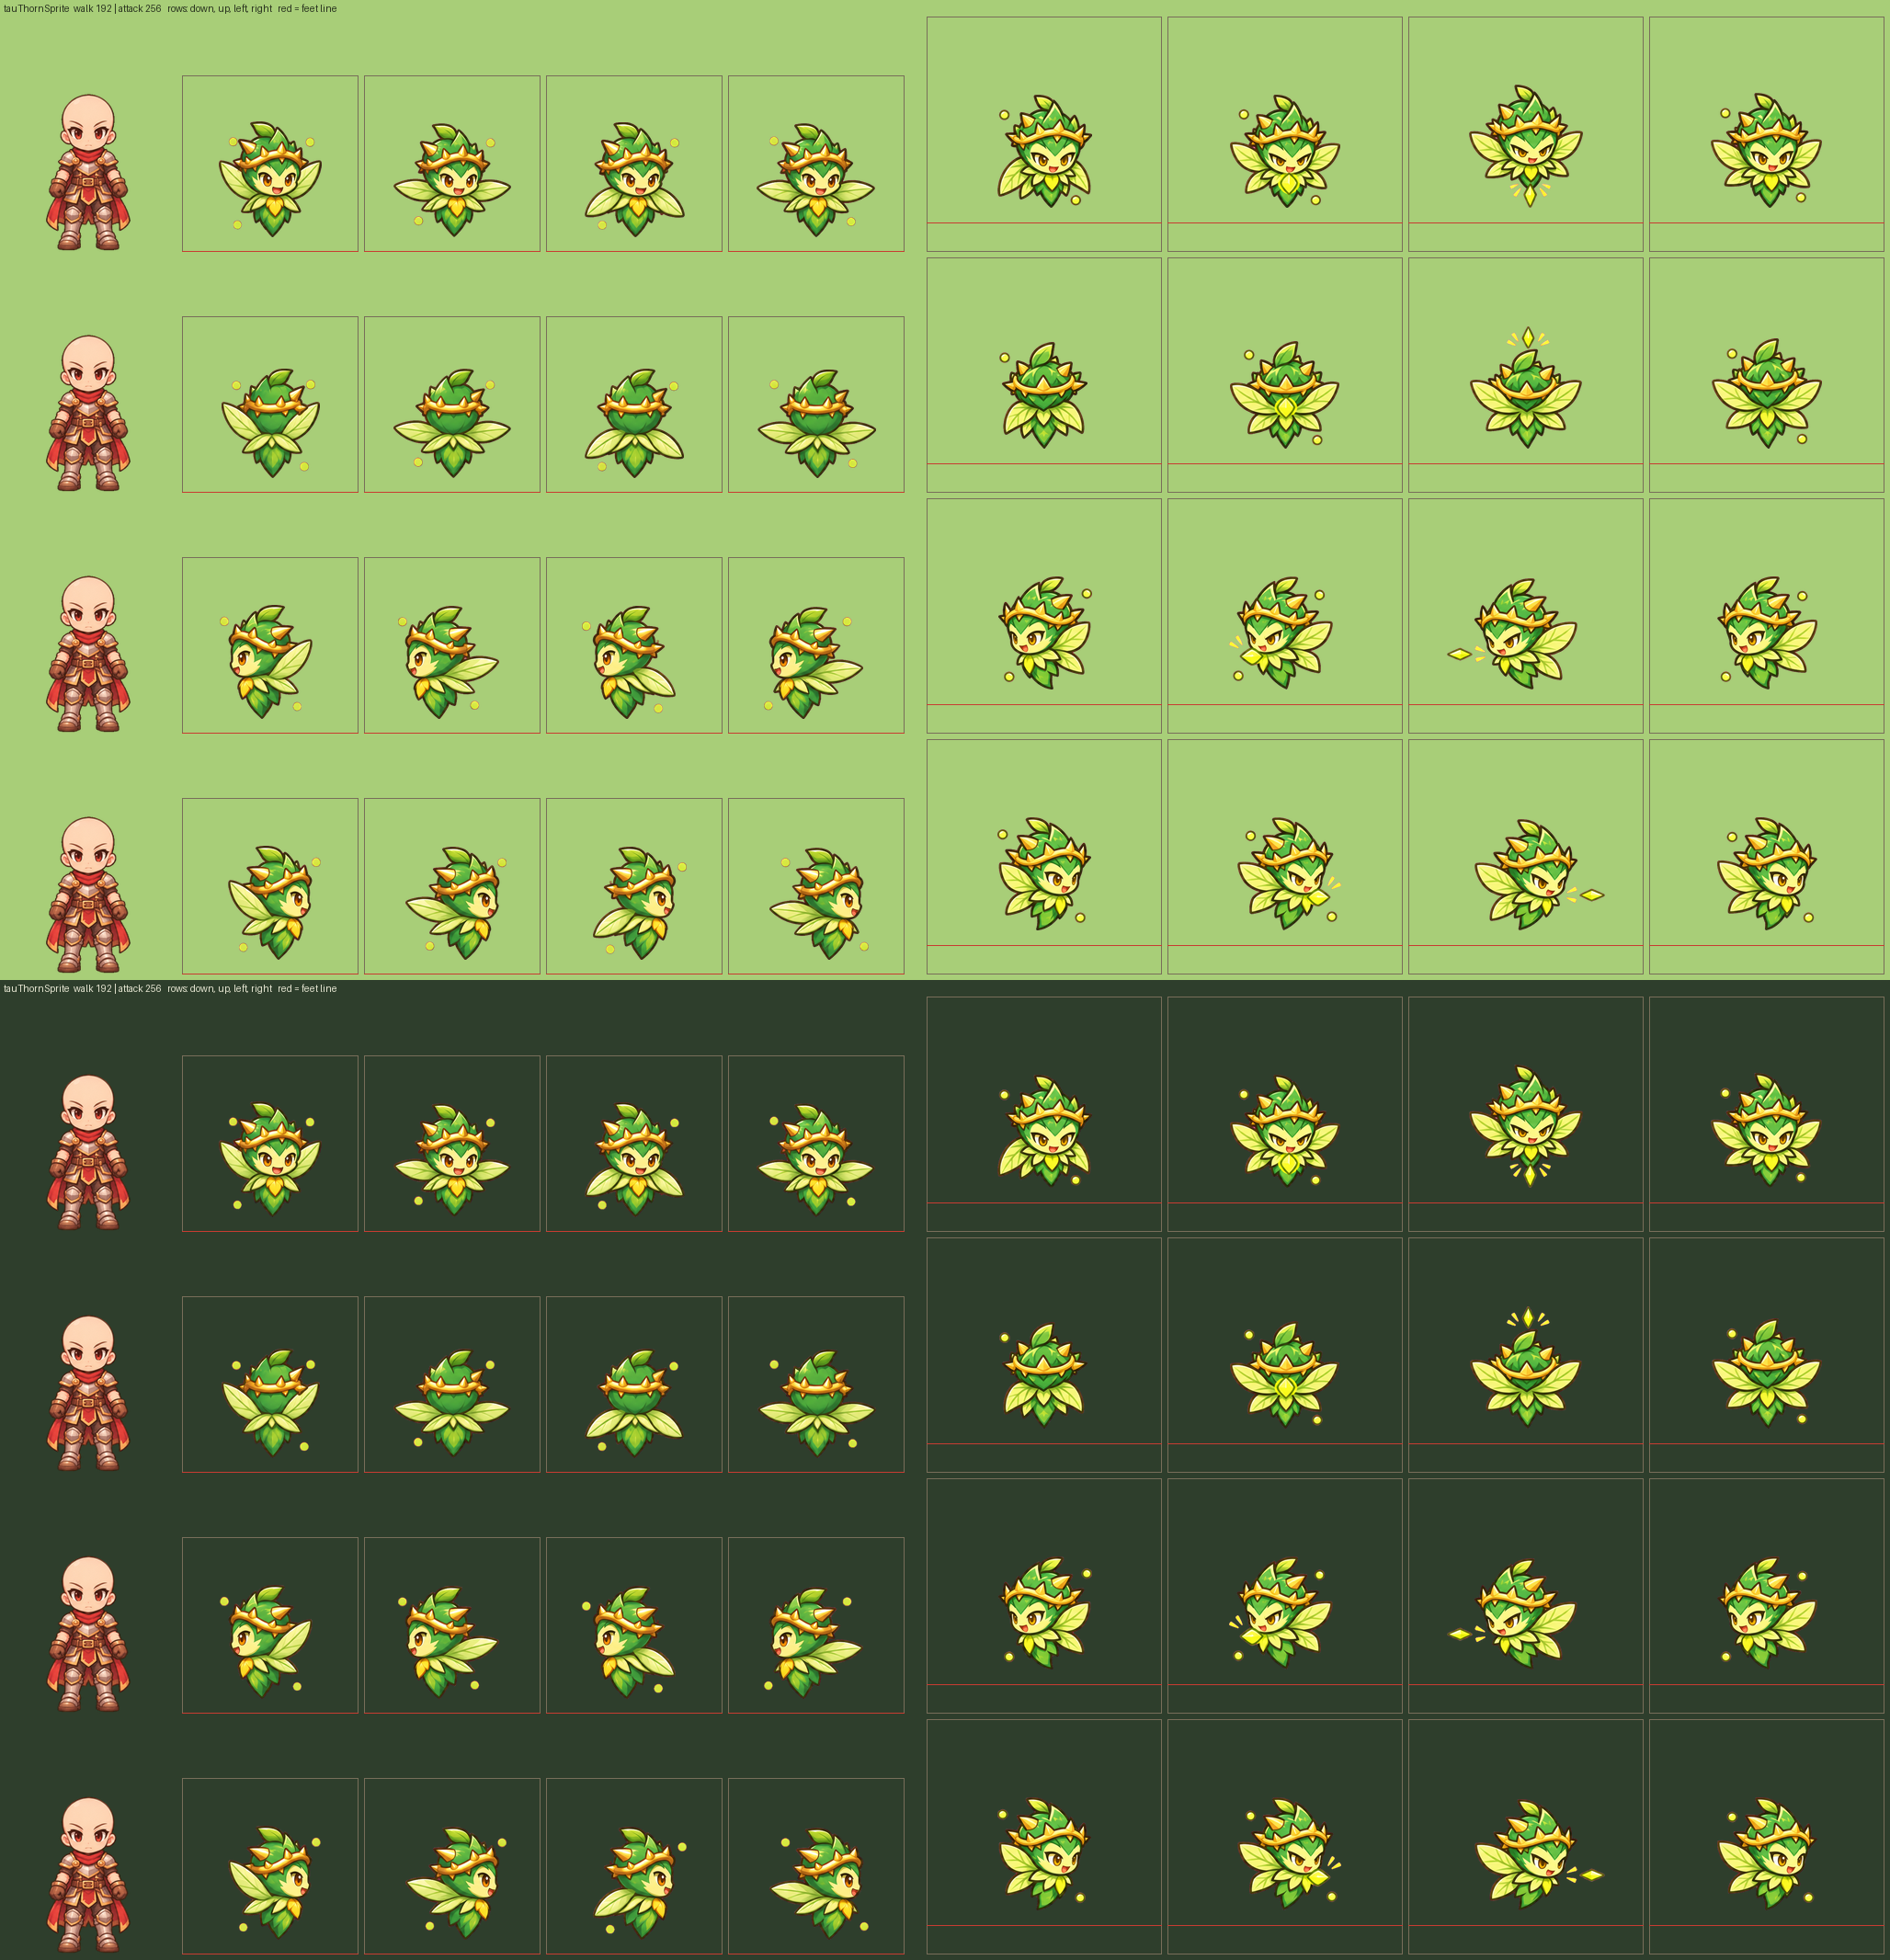 tauThornSprite walk 192 | attack 256 rows: down, up, left, right red = feet line
tauThornSprite walk 192 | attack 256 rows: down, up, left, right red = feet line